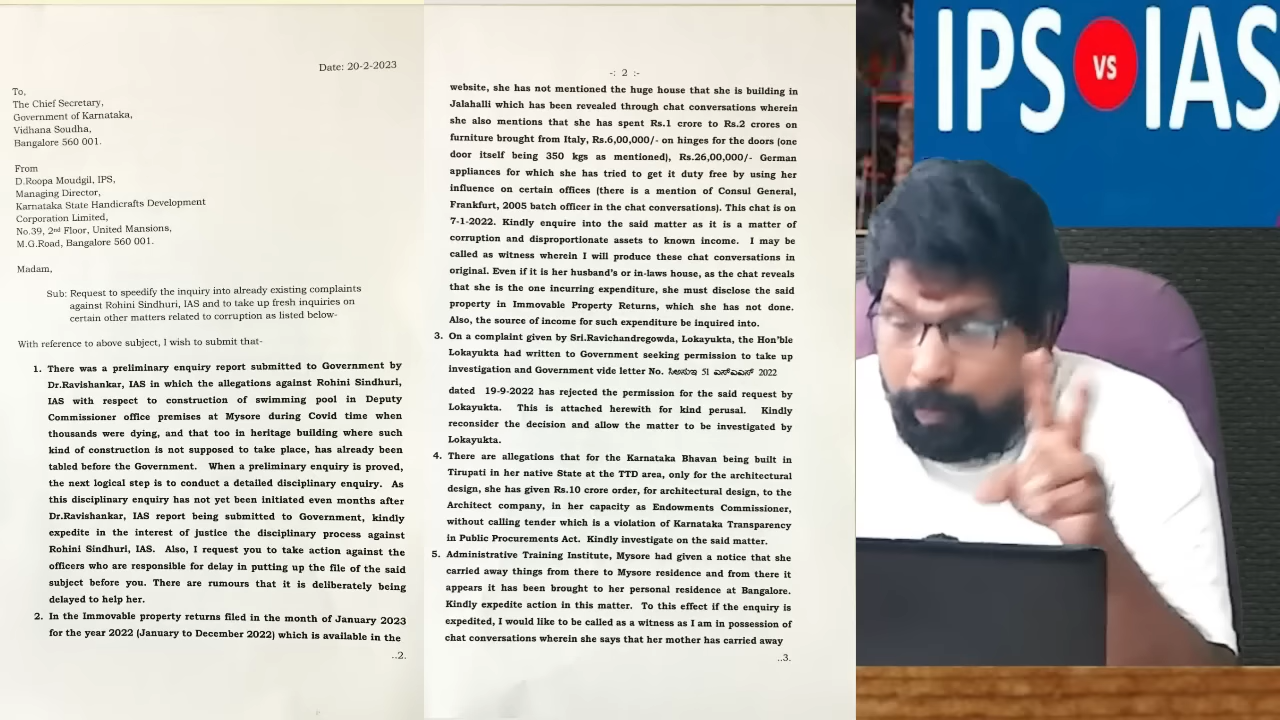 Date: 20-2-2023
To,
The Chief Secretary,
Government of Karnataka,
Vidhana Soudha,
Bangalore 560 001.
From
D.Roopa Moudgil, IPS,
Managing Director,
Karnataka State Handicrafts Development
Corporation Limited,
No.39, 2nd Floor, United Mansions,
M.G.Road, Bangalore 560 001.
Madam,
Sub: Request to speedify the inquiry into already existing complaints
against Rohini Sindhuri, IAS and to take up fresh inquiries on
certain other matters related to corruption as listed below-
With reference to above subject, I wish to submit that-
1. There was a preliminary enquiry report submitted to Government by
Dr.Ravishankar, IAS in which the allegations against Rohini Sindhuri,
IAS with respect to construction of swimming pool in Deputy
Commissioner office premises at Mysore during Covid time when
thousands were dying, and that too in heritage building where such
kind of construction is not supposed to take place, has already been
tabled before the Government. When a preliminary enquiry is proved,
the next logical step is to conduct a detailed disciplinary enquiry. As
this disciplinary enquiry has not yet been initiated even months after
Dr.Ravishankar, IAS report being submitted to Government, kindly
expedite in the interest of justice the disciplinary process against
Rohini Sindhuri, IAS. Also, I request you to take action against the
officers who are responsible for delay in putting up the file of the said
subject before you. There are rumours that it is deliberately being
delayed to help her.
2. In the Immovable property returns filed in the month of January 2023
for the year 2022 (January to December 2022) which is available in the
..2.
-: 2 :-
website, she has not mentioned the huge house that she is building in
Jalahalli which has been revealed through chat conversations wherein
she also mentions that she has spent Rs.1 crore to Rs.2 crores on
furniture brought from Italy, Rs.6,00,000/- on hinges for the doors (one
door itself being 350 kgs as mentioned), Rs.26,00,000/- German
appliances for which she has tried to get it duty free by using her
influence on certain offices (there is a mention of Consul General,
Frankfurt, 2005 batch officer in the chat conversations). This chat is on
7-1-2022. Kindly enquire into the said matter as it is a matter of
corruption and disproportionate assets to known income. I may be
called as witness wherein I will produce these chat conversations in
original. Even if it is her husband's or in-laws house, as the chat reveals
that she is the one incurring expenditure, she must disclose the said
property in Immovable Property Returns, which she has not done.
Also, the source of income for such expenditure be inquired into.
3. On a complaint given by Sri.Ravichandregowda, Lokayukta, the Hon'ble
Lokayukta had written to Government seeking permission to take up
investigation and Government vide letter No. ಸಿಆಸುಇ 51 ಎಸ್ಎಎಸ್ 2022
dated 19-9-2022 has rejected the permission for the said request by
Lokayukta. This is attached herewith for kind perusal. Kindly
reconsider the decision and allow the matter to be investigated by
Lokayukta.
4. There are allegations that for the Karnataka Bhavan being built in
Tirupati in her native State at the TTD area, only for the architectural
design, she has given Rs.10 crore order, for architectural design, to the
Architect company, in her capacity as Endowments Commissioner,
without calling tender which is a violation of Karnataka Transparency
in Public Procurements Act. Kindly investigate on the said matter.
5. Administrative Training Institute, Mysore had given a notice that she
carried away things from there to Mysore residence and from there it
appears it has been brought to her personal residence at Bangalore.
Kindly expedite action in this matter. To this effect if the enquiry is
expedited, I would like to be called as a witness as I am in possession of
chat conversations wherein she says that her mother has carried away
..3.
IPS VS IAS